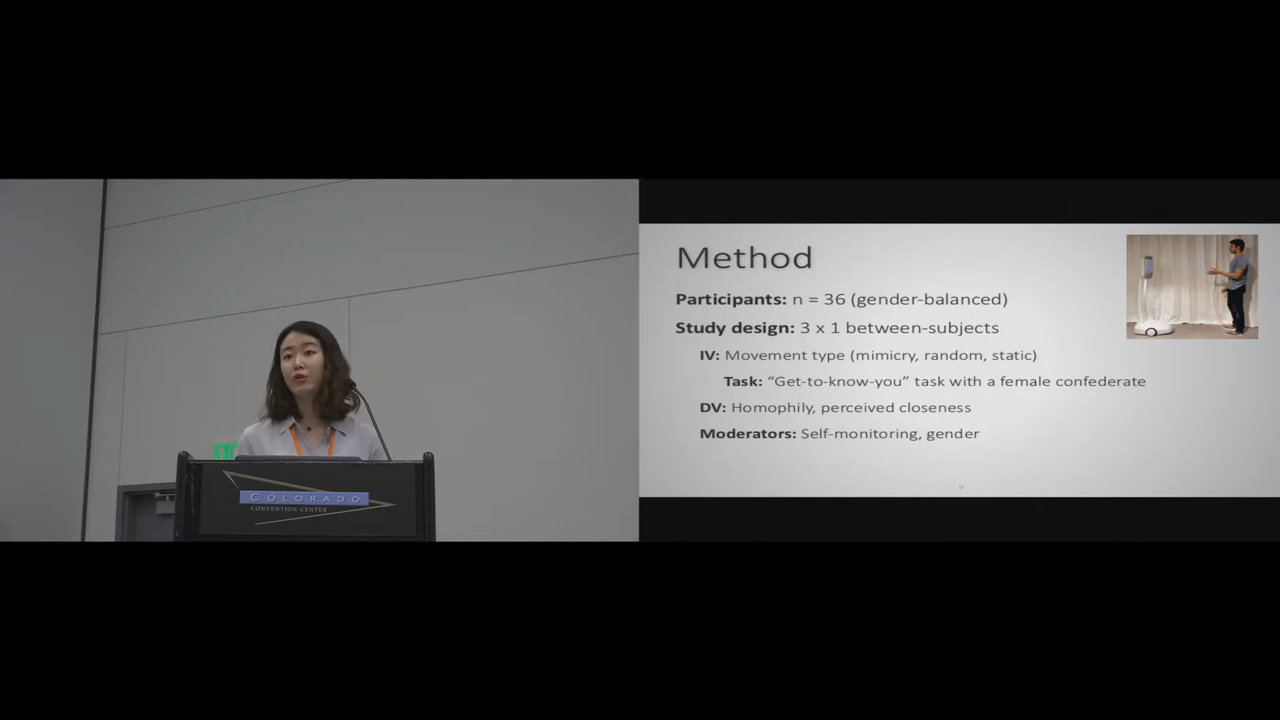 COLORADO
CONVENTION CENTER
Method
Participants: n = 36 (gender-balanced)
Study design: 3 x 1 between-subjects
IV: Movement type (mimicry, random, static)
Task: “Get-to-know-you” task with a female confederate
DV: Homophily, perceived closeness
Moderators: Self-monitoring, gender